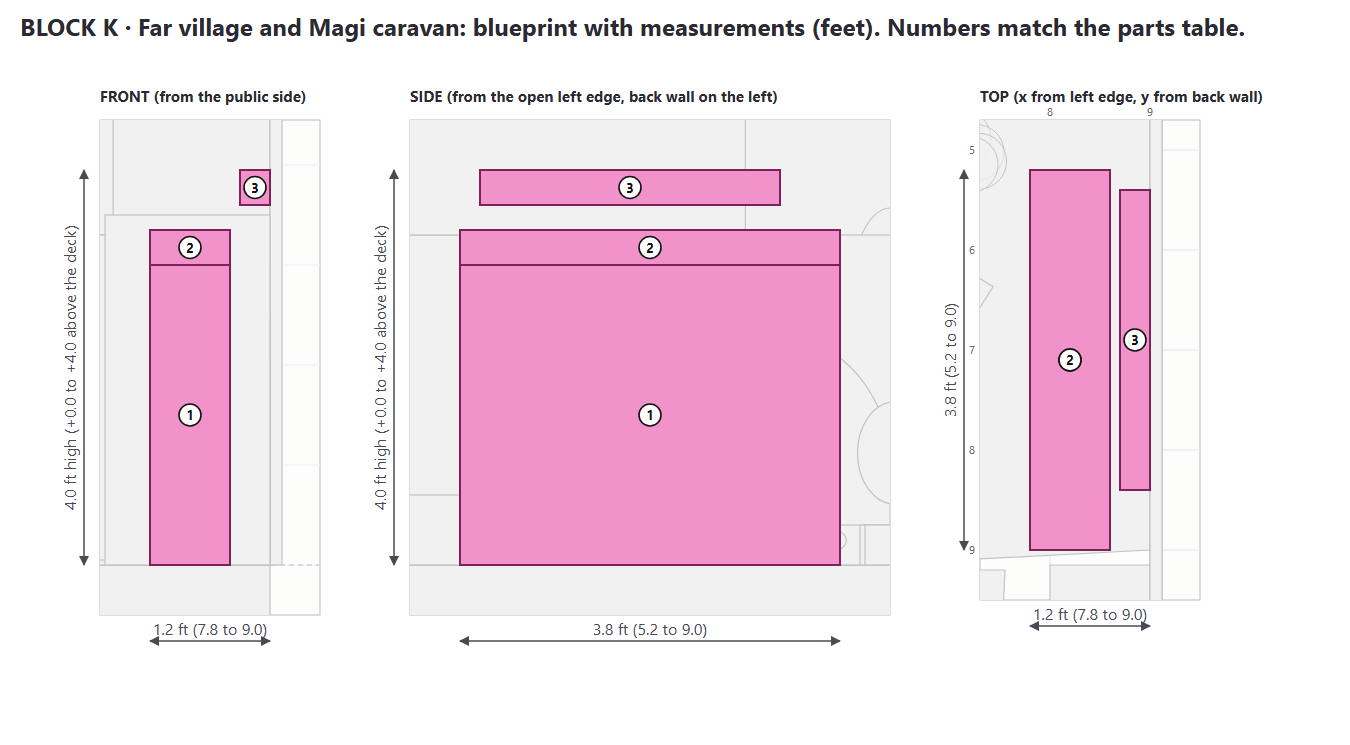 BLOCK K · Far village and Magi caravan: blueprint with measurements (feet). Numbers match the parts table.
FRONT (from the public side)
SIDE (from the open left edge, back wall on the left)
TOP (x from left edge, y from back wall)
8
9
5
6
7
8
9
3
2
1
3
2
1
2
3
4.0 ft high (+0.0 to +4.0 above the deck)
4.0 ft high (+0.0 to +4.0 above the deck)
3.8 ft (5.2 to 9.0)
1.2 ft (7.8 to 9.0)
3.8 ft (5.2 to 9.0)
1.2 ft (7.8 to 9.0)